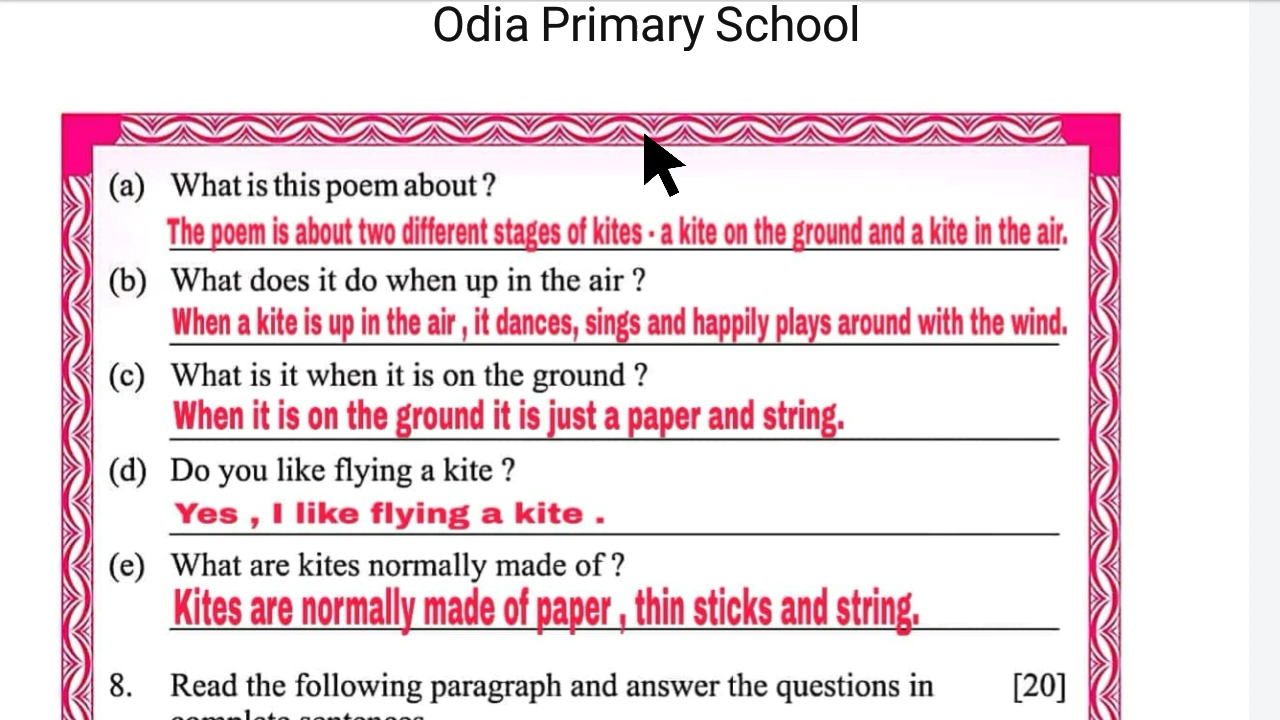 Odia Primary School
(a) What is this poem about ?
The poem is about two different stages of kites - a kite on the ground and a kite in the air.
(b) What does it do when up in the air ?
When a kite is up in the air , it dances, sings and happily plays around with the wind.
(c) What is it when it is on the ground ?
When it is on the ground it is just a paper and string.
(d) Do you like flying a kite ?
Yes , I like flying a kite .
(e) What are kites normally made of ?
Kites are normally made of paper , thin sticks and string.
8. Read the following paragraph and answer the questions in [20]
complete sentences